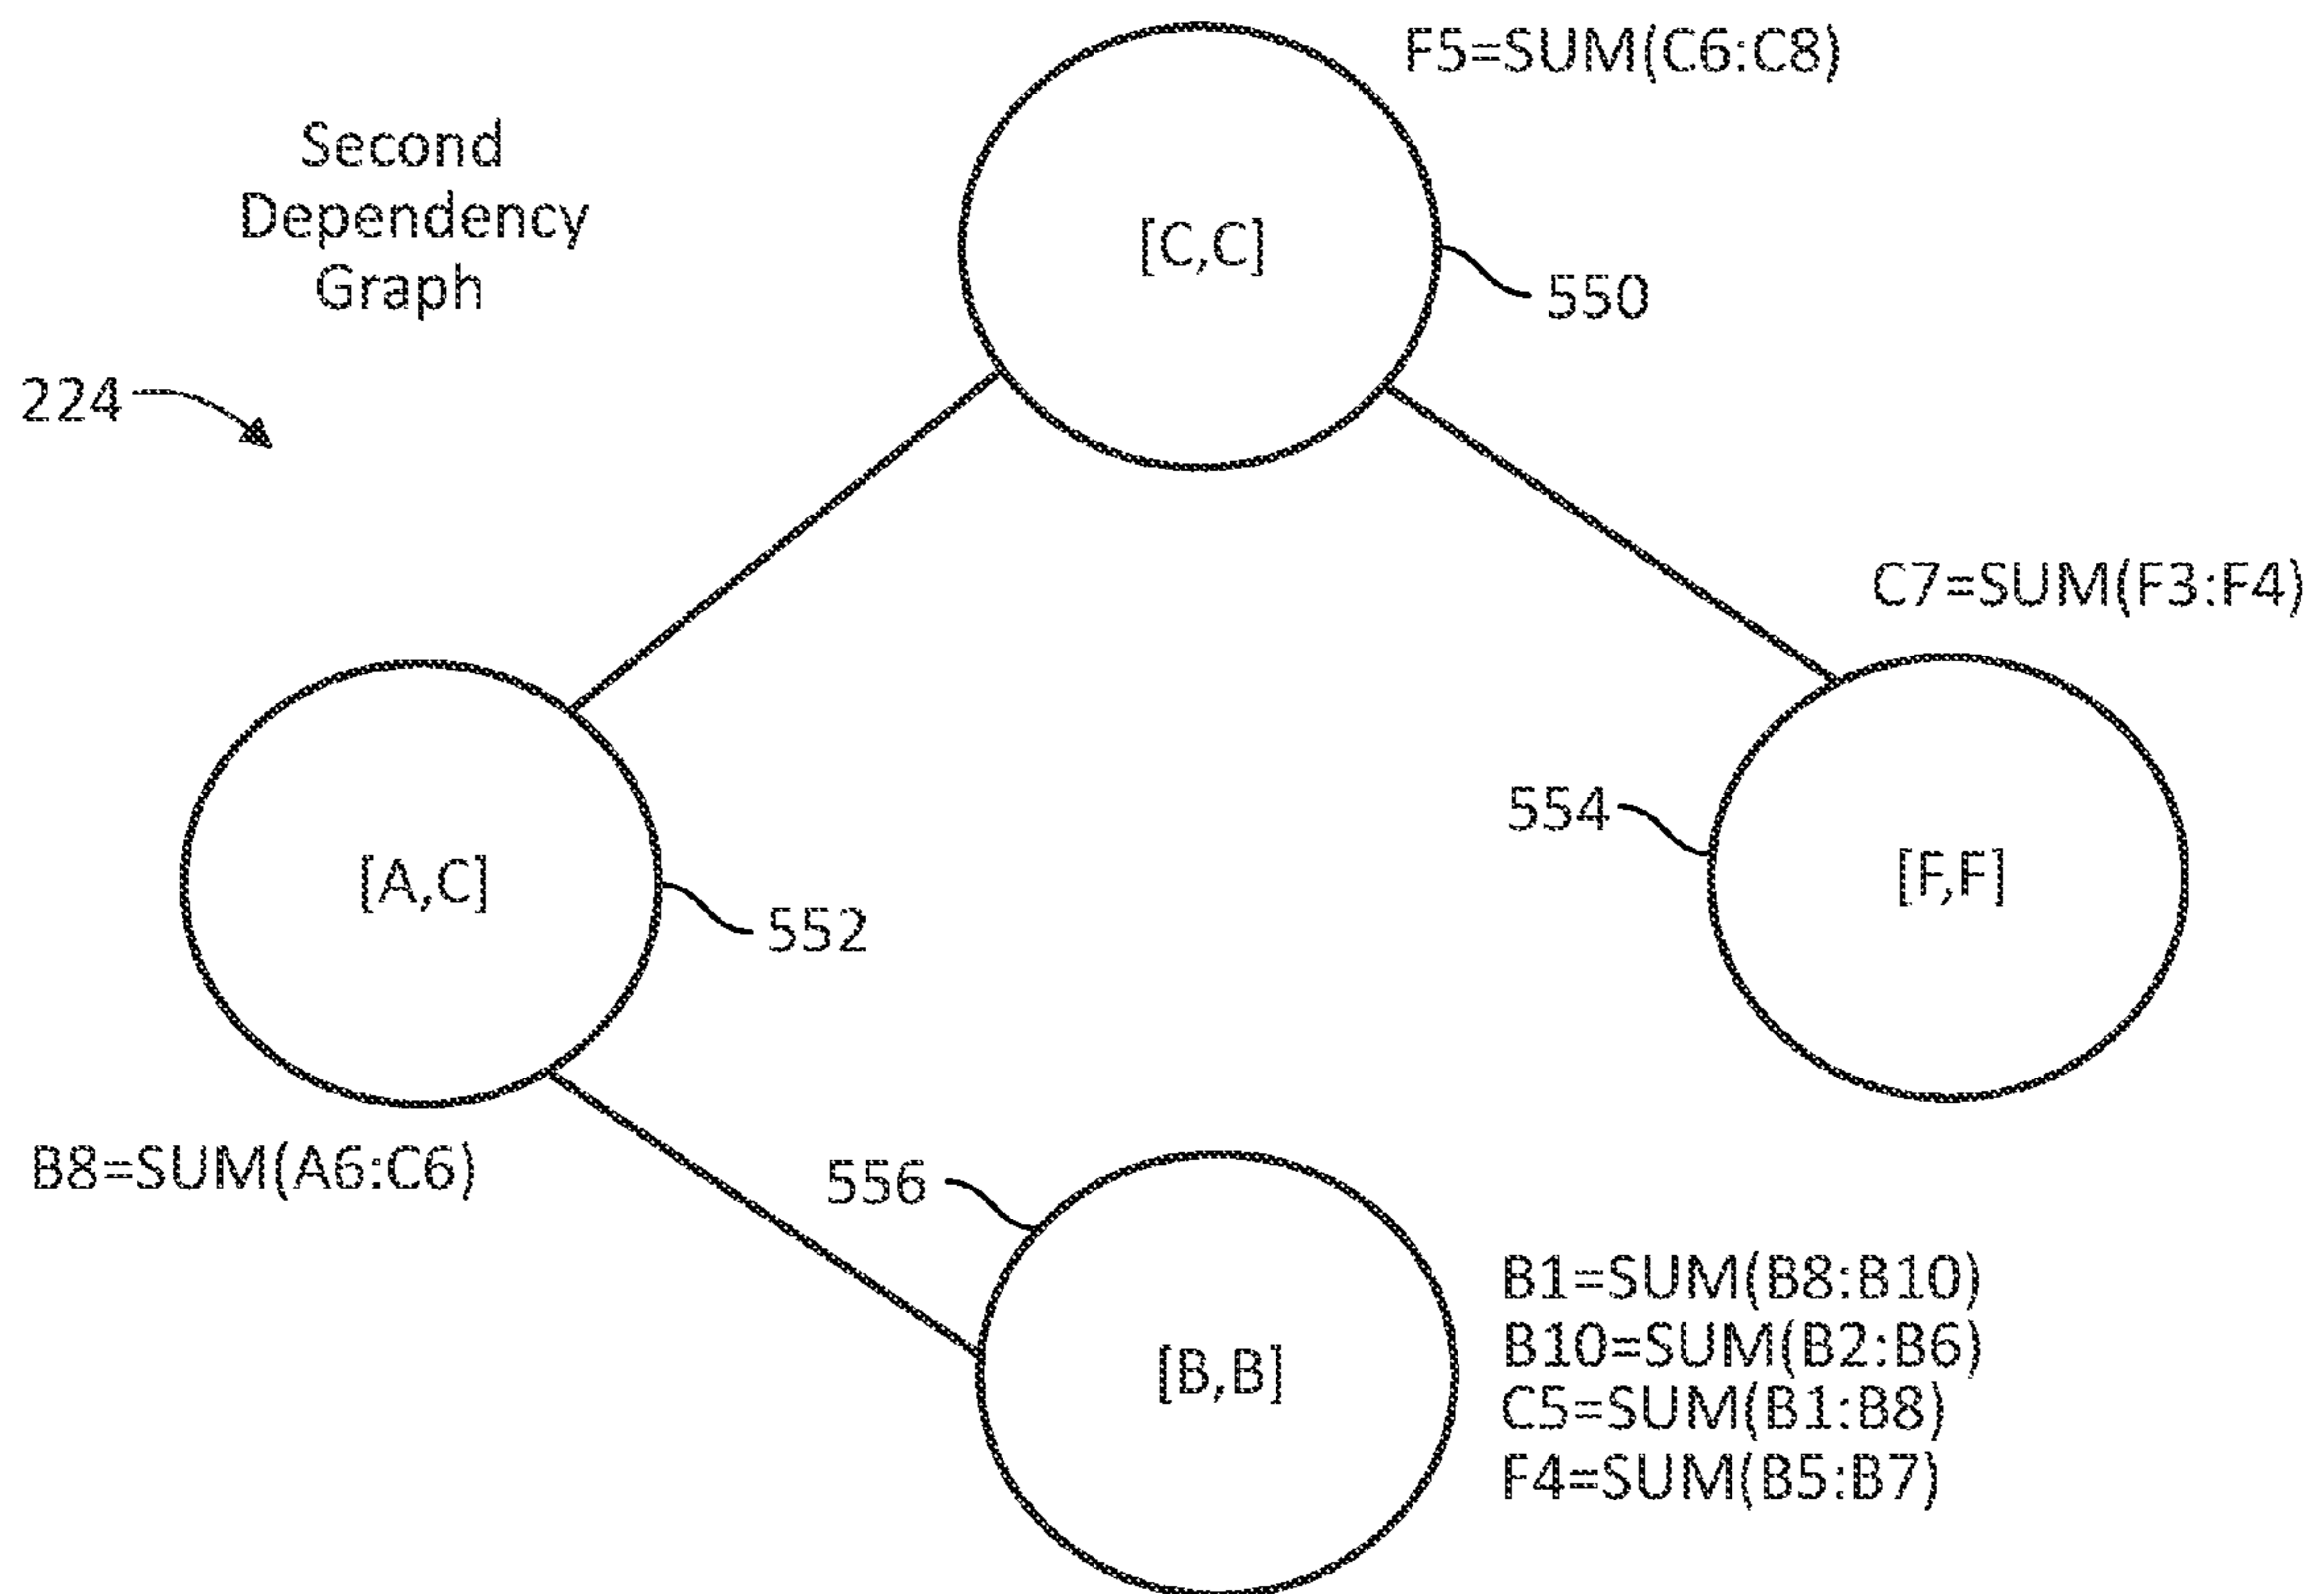 F5=SUM(C6:C8)
Second
Dependency
Graph
[C,C]
550
224
C7=SUM(F3:F4)
554
[A,C]
[F,F]
552
B8=SUM(A6:C6)
556
B1=SUM(B8:B10)
B10=SUM(B2:B6)
[B,B]
C5=SUM(B1:B8)
F4=SUM(B5:B7)